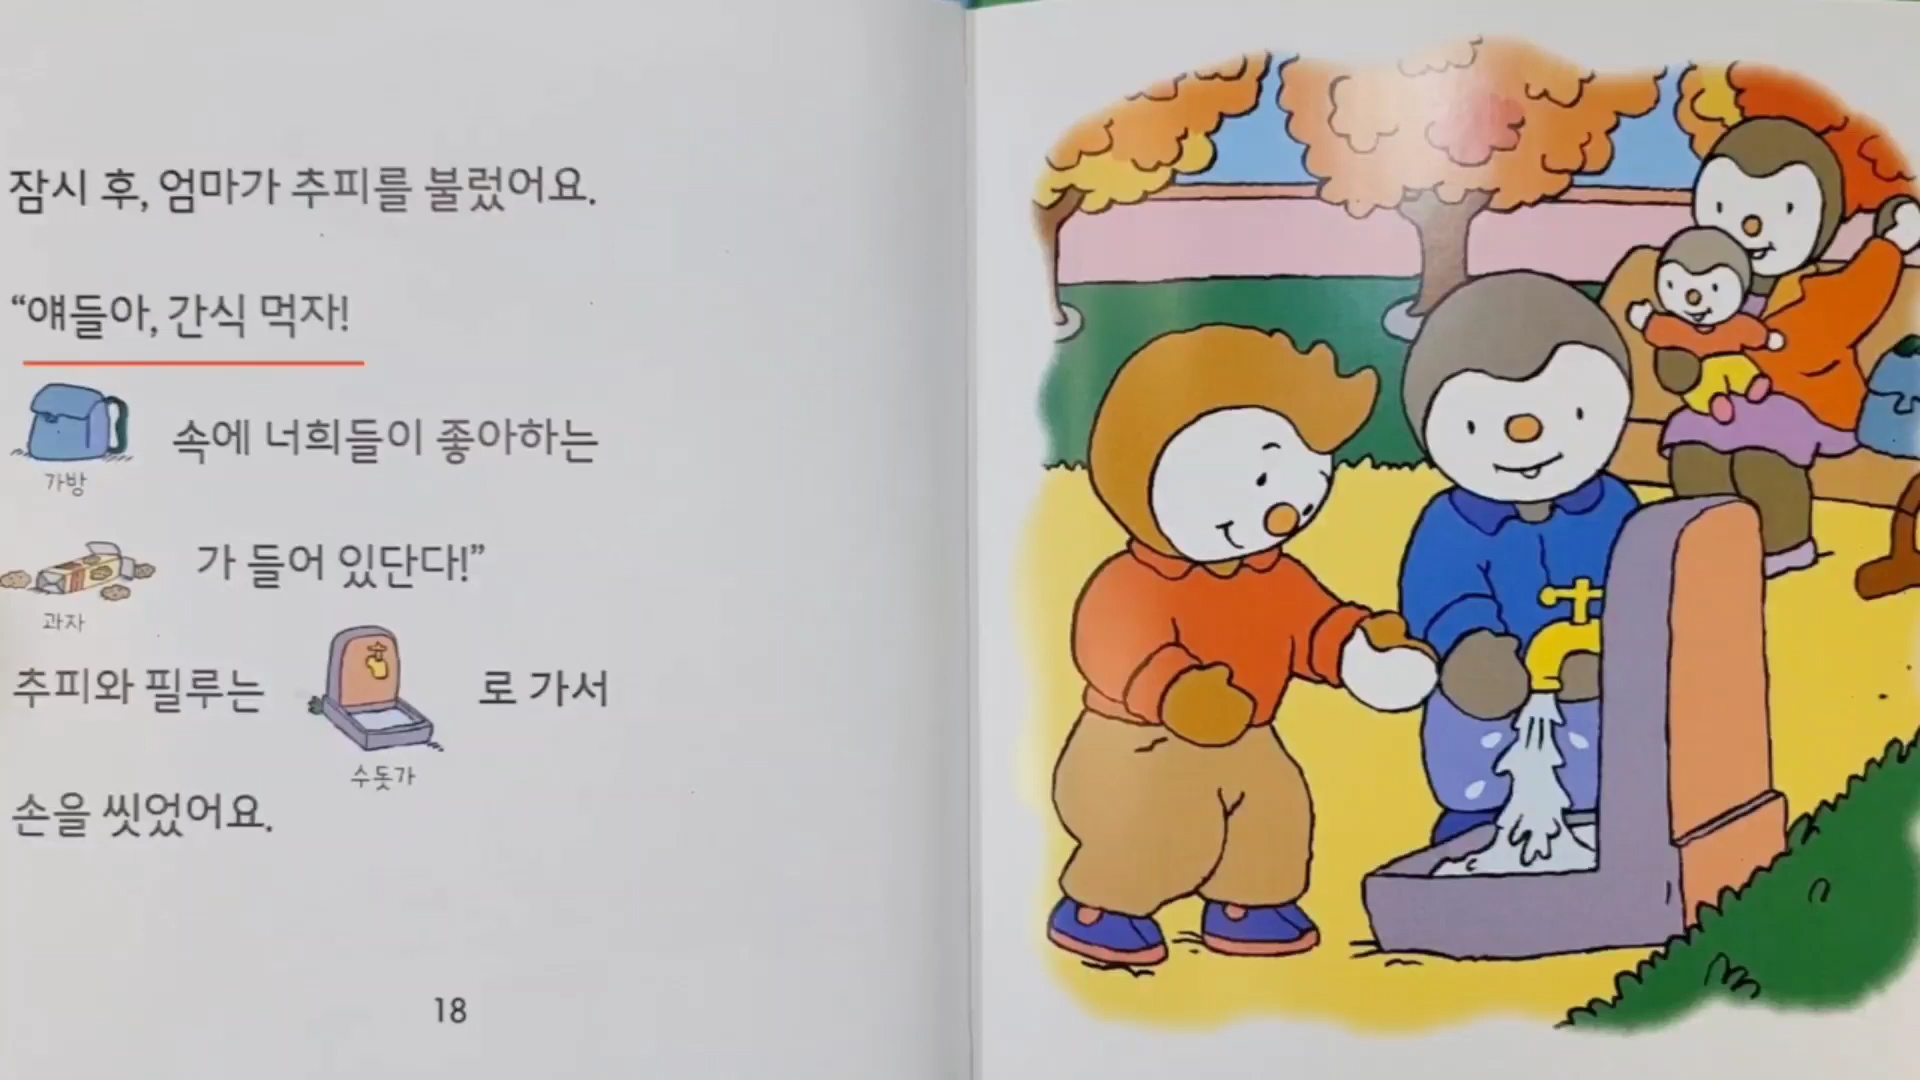 잠시 후, 엄마가 추피를 불렀어요.
“얘들아, 간식 먹자!
속에 너희들이 좋아하는
가방
가 들어 있단다!”
과자
추피와 필루는 로 가서
수돗가
손을 씻었어요.
18